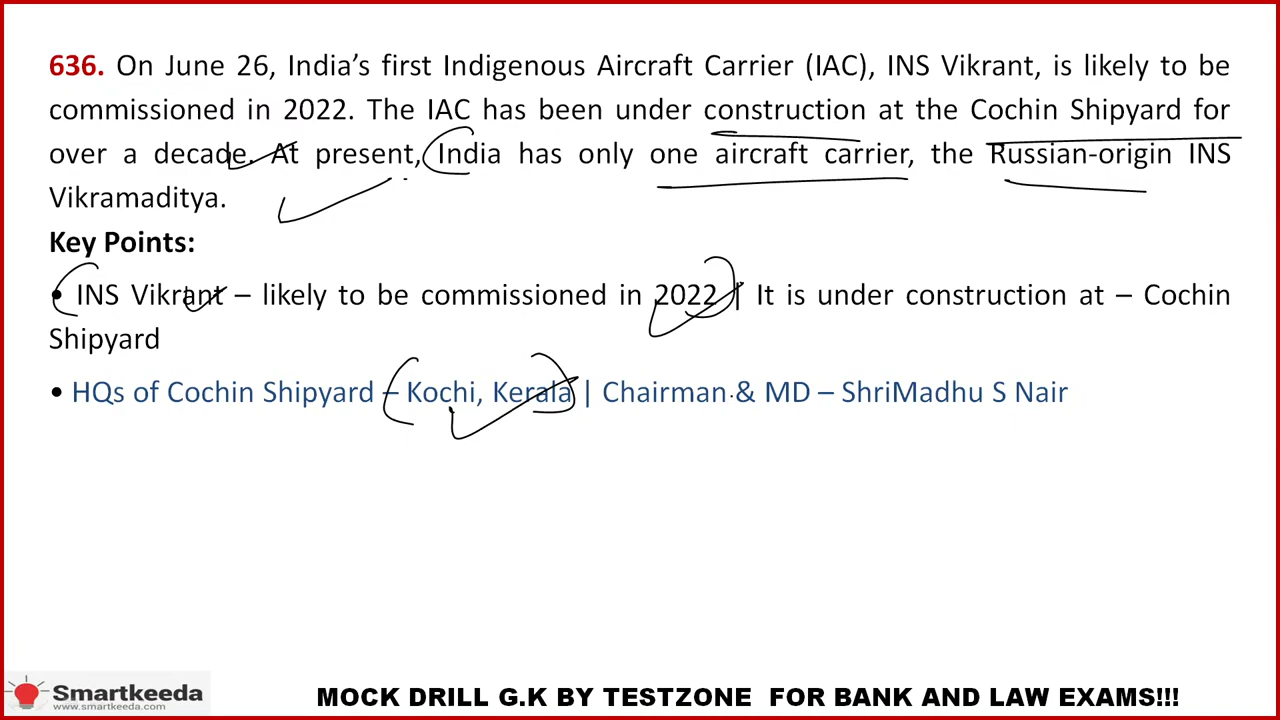 636. On June 26, India’s first Indigenous Aircraft Carrier (IAC), INS Vikrant, is likely to be
commissioned in 2022. The IAC has been under construction at the Cochin Shipyard for
over a decade. At present, India has only one aircraft carrier, the Russian-origin INS
Vikramaditya.
Key Points:
• INS Vikrant – likely to be commissioned in 2022 | It is under construction at – Cochin
Shipyard
• HQs of Cochin Shipyard – Kochi, Kerala | Chairman & MD – ShriMadhu S Nair
Smartkeeda
www.smartkeeda.com
MOCK DRILL G.K BY TESTZONE FOR BANK AND LAW EXAMS!!!